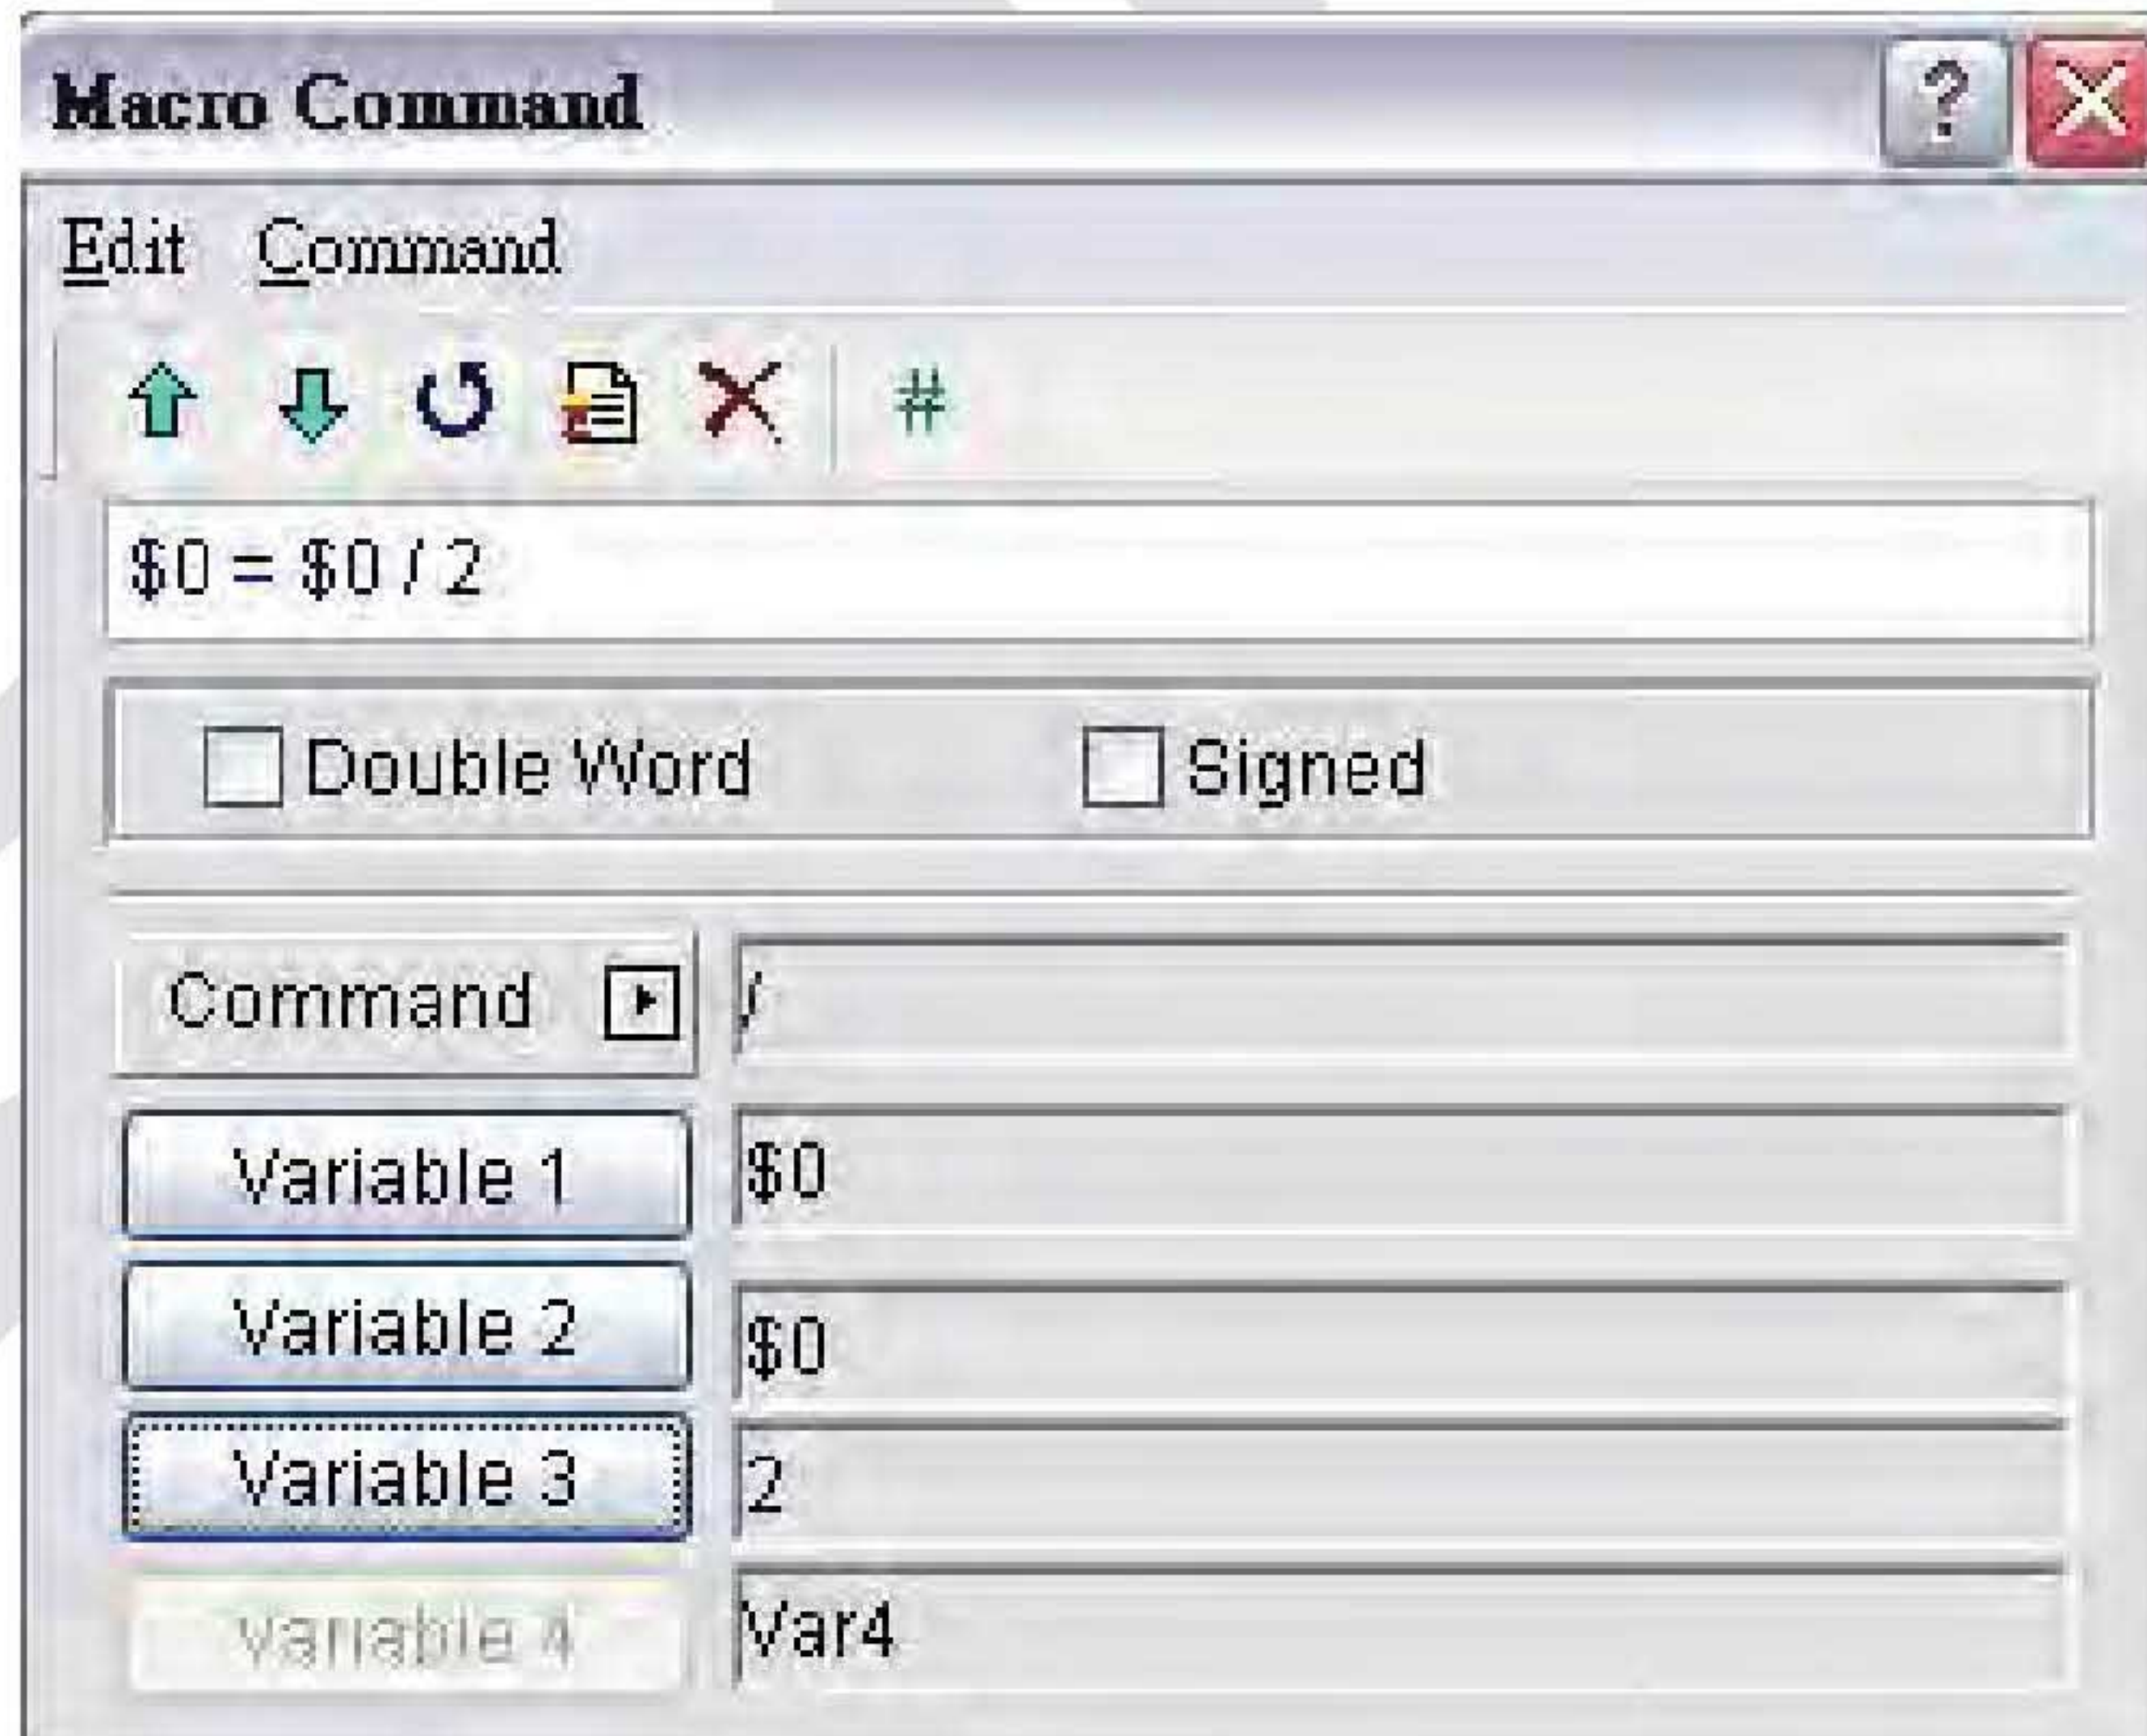 Macro Command
?
Edit Command
#
$0 = $0 / 2
Double Word Signed
Command /
Variable 1 $0
Variable 2 $0
Variable 3 2
Variable 4 Var4